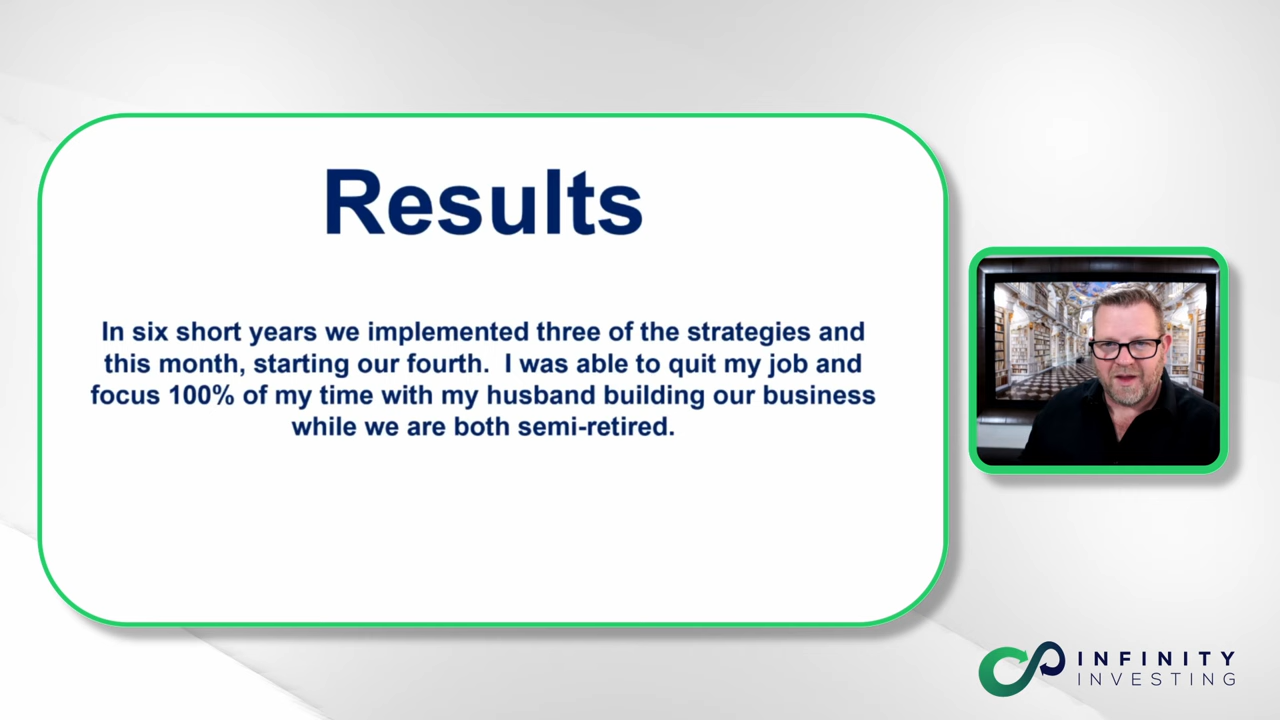 Results
In six short years we implemented three of the strategies and
this month, starting our fourth.  I was able to quit my job and
focus 100% of my time with my husband building our business
while we are both semi-retired.
INFINITY
INVESTING